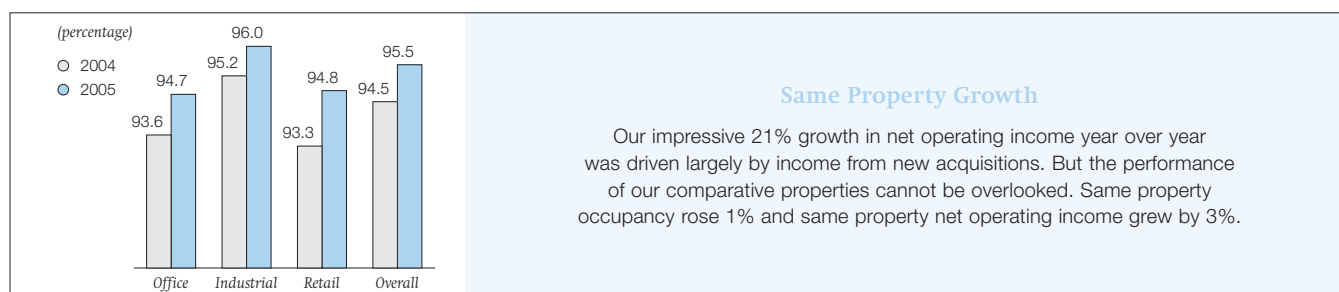 (percentage)
2004
2005
93.6
94.7
95.2
96.0
93.3
94.8
94.5
95.5
Office
Industrial
Retail
Overall
Same Property Growth
Our impressive 21% growth in net operating income year over year
was driven largely by income from new acquisitions. But the performance
of our comparative properties cannot be overlooked. Same property
occupancy rose 1% and same property net operating income grew by 3%.